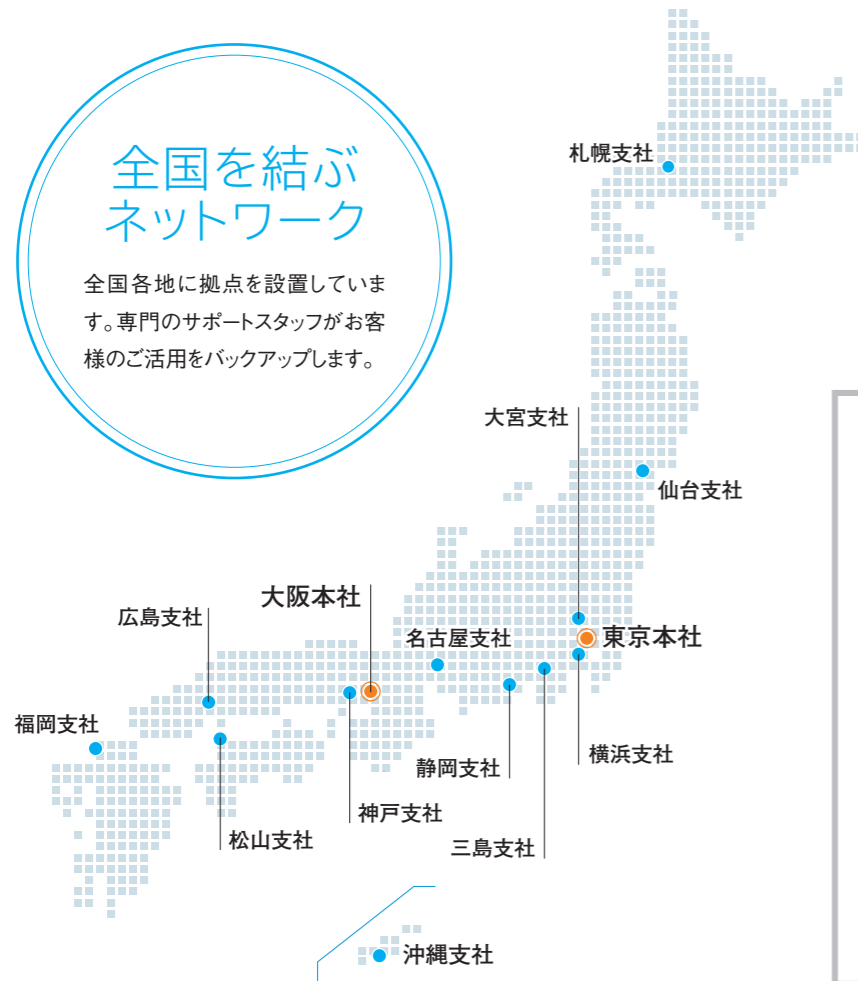 全国を結ぶ
ネットワーク
全国各地に拠点を設置していま
す。専門のサポートスタッフがお客
様のご活用をバックアップします。
札幌支社
大宮支社
仙台支社
大阪本社
広島支社
名古屋支社
東京本社
福岡支社
横浜支社
静岡支社
神戸支社
松山支社
三島支社
沖縄支社